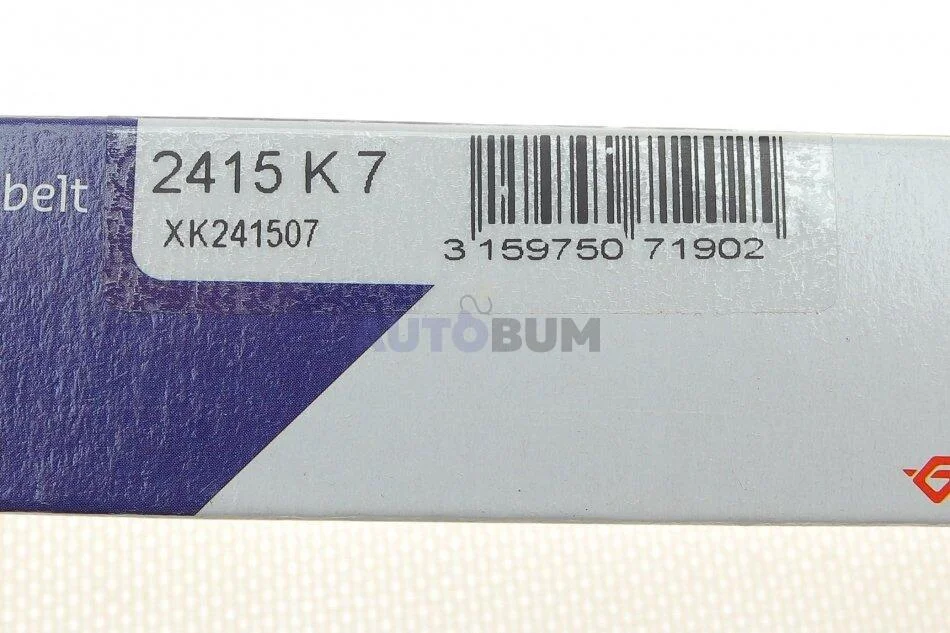 2415 K 7
belt
XK241507
3 159750 71902
AUTOBUM